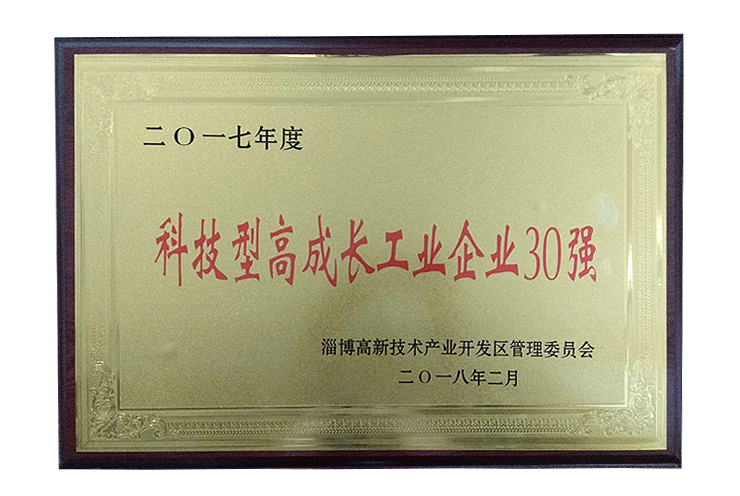 二〇一七年度
科技型高成长工业企业30强
淄博高新技术产业开发区管理委员会
二〇一八年二月